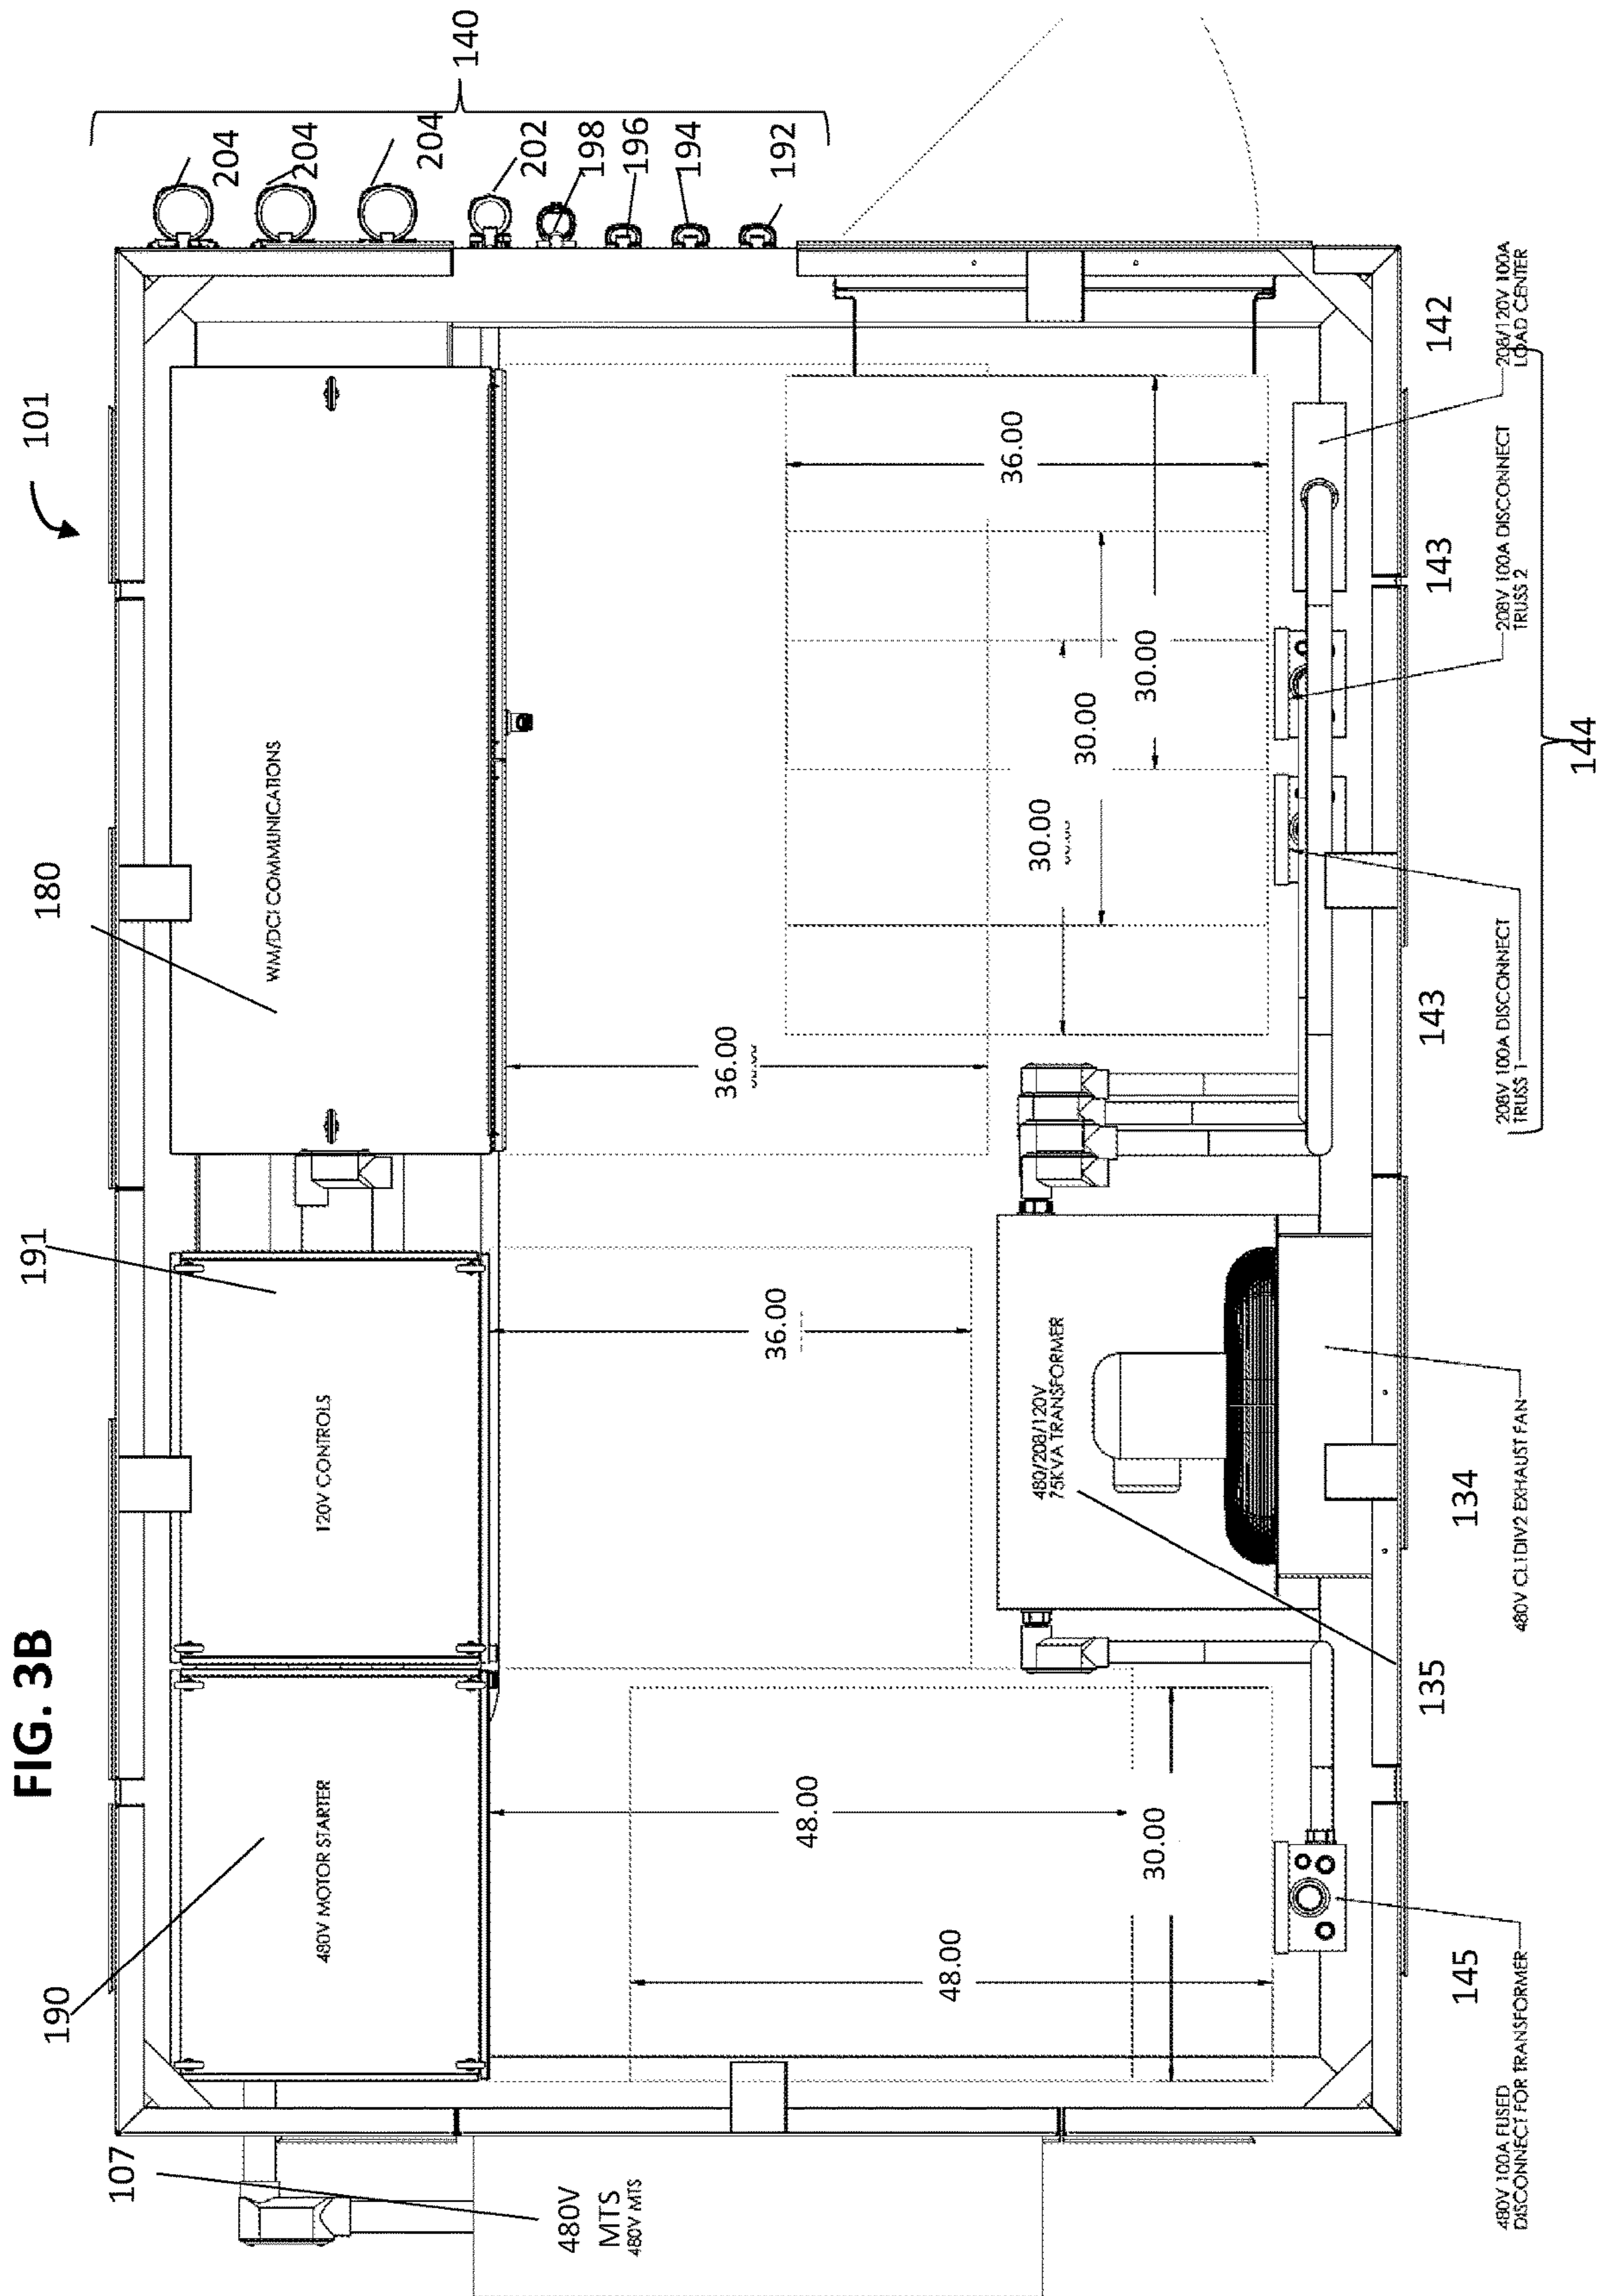 FIG. 3B
101
107
480V
MTS
480V MTS
190
480V MOTOR STARTER
191
120V CONTROLS
180
WM/DCI COMMUNICATIONS
140
204
204
204
202
198
196
194
192
48.00
48.00
30.00
36.00
36.00
30.00
30.00
30.00
36.00
480/208/120V
75KVA TRANSFORMER
145
480V 100A FUSED
DISCONNECT FOR TRANSFORMER
135
134
480V CL1DIV2 EXHAUST FAN
143
208V 100A DISCONNECT
TRUSS 1
143
208V 100A DISCONNECT
TRUSS 2
142
208/120V 100A
LOAD CENTER
144